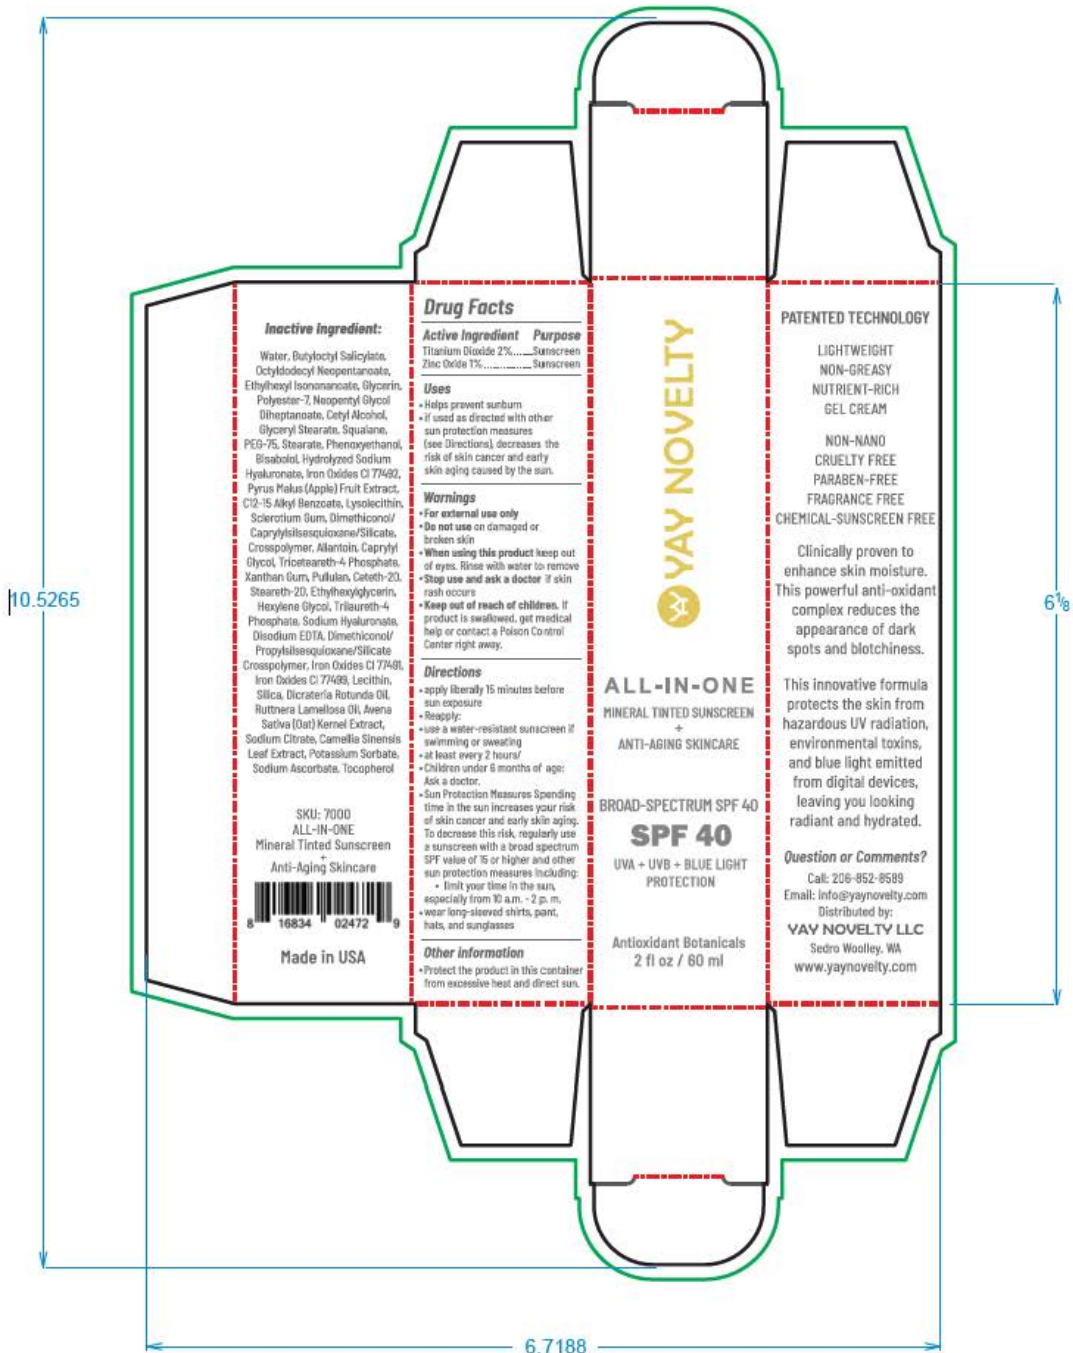 10.5265
6⅛
6.7188
Inactive Ingredient:
Water, Butyloctyl Salicylate,
Octyldodecyl Neopentanoate,
Ethylhexyl Isononanoate, Glycerin,
Polyester-7, Neopentyl Glycol
Diheptanoate, Cetyl Alcohol,
Glyceryl Stearate, Squalane,
PEG-75, Stearate, Phenoxyethanol,
Bisabolol, Hydrolyzed Sodium
Hyaluronate, Iron Oxides CI 77492,
Pyrus Malus (Apple) Fruit Extract,
C12-15 Alkyl Benzoate, Lysolecithin,
Sclerotium Gum, Dimethiconol/
Caprylylsilsesquioxane/Silicate,
Crosspolymer, Allantoin, Caprylyl
Glycol, Triceteareth-4 Phosphate,
Xanthan Gum, Pullulan, Ceteth-20,
Steareth-20, Ethylhexylglycerin,
Hexylene Glycol, Trilaureth-4
Phosphate, Sodium Hyaluronate,
Disodium EDTA, Dimethiconol/
Propylsilsesquioxane/Silicate
Crosspolymer, Iron Oxides CI 77491,
Iron Oxides CI 77499, Lecithin,
Silica, Dicrateria Rotunda Oil,
Ruttnera Lamellosa Oil, Avena
Sativa (Oat) Kernel Extract,
Sodium Citrate, Camellia Sinensis
Leaf Extract, Potassium Sorbate,
Sodium Ascorbate, Tocopherol
SKU: 7000
ALL-IN-ONE
Mineral Tinted Sunscreen
+
Anti-Aging Skincare
8 16834 02472 9
Made in USA
Drug Facts
Active Ingredient Purpose
Titanium Dioxide 2%......Sunscreen
Zinc Oxide 1%..............Sunscreen
Uses
• Helps prevent sunburn
• if used as directed with other
sun protection measures
(see Directions), decreases the
risk of skin cancer and early
skin aging caused by the sun.
Warnings
• For external use only
• Do not use on damaged or
broken skin
• When using this product keep out
of eyes. Rinse with water to remove
• Stop use and ask a doctor if skin
rash occurs
• Keep out of reach of children. If
product is swallowed, get medical
help or contact a Poison Control
Center right away.
Directions
• apply liberally 15 minutes before
sun exposure
• Reapply:
• use a water-resistant sunscreen if
swimming or sweating
• at least every 2 hours/
• Children under 6 months of age:
Ask a doctor.
• Sun Protection Measures Spending
time in the sun increases your risk
of skin cancer and early skin aging.
To decrease this risk, regularly use
a sunscreen with a broad spectrum
SPF value of 15 or higher and other
sun protection measures including:
• limit your time in the sun,
especially from 10 a.m. - 2 p. m.
• wear long-sleeved shirts, pant,
hats, and sunglasses
Other information
• Protect the product in this container
from excessive heat and direct sun.
YAY YAY NOVELTY
ALL-IN-ONE
MINERAL TINTED SUNSCREEN
+
ANTI-AGING SKINCARE
BROAD-SPECTRUM SPF 40
SPF 40
UVA + UVB + BLUE LIGHT
PROTECTION
Antioxidant Botanicals
2 fl oz / 60 ml
PATENTED TECHNOLOGY
LIGHTWEIGHT
NON-GREASY
NUTRIENT-RICH
GEL CREAM
NON-NANO
CRUELTY FREE
PARABEN-FREE
FRAGRANCE FREE
CHEMICAL-SUNSCREEN FREE
Clinically proven to
enhance skin moisture.
This powerful anti-oxidant
complex reduces the
appearance of dark
spots and blotchiness.
This innovative formula
protects the skin from
hazardous UV radiation,
environmental toxins,
and blue light emitted
from digital devices,
leaving you looking
radiant and hydrated.
Question or Comments?
Call: 206-852-8589
Email: info@yaynovelty.com
Distributed by:
YAY NOVELTY LLC
Sedro Woolley, WA
www.yaynovelty.com